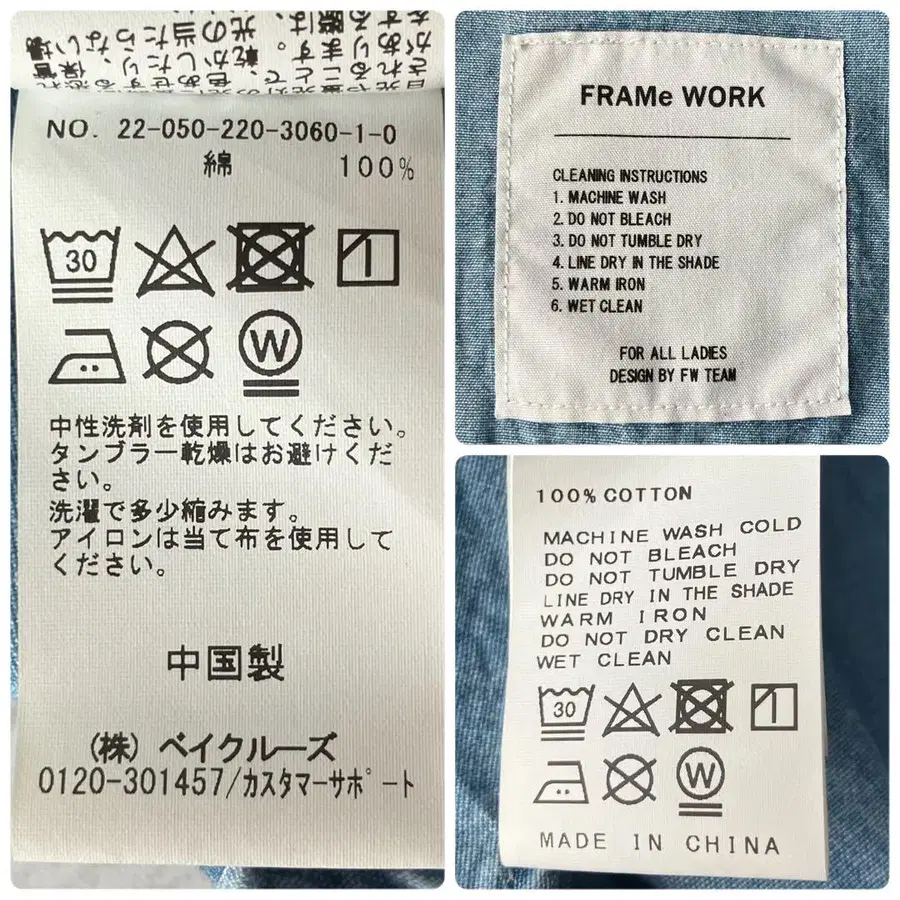 NO. 22-050-220-3060-1-0
綿 100%
30
W
中性洗剤を使用してください。
タンブラー乾燥はお避けくだ
さい。
洗濯で多少縮みます。
アイロンは当て布を使用して
ください。
中国製
(株) ベイクルーズ
0120-301457/カスタマーサポート
FRAMe WORK
CLEANING INSTRUCTIONS
1. MACHINE WASH
2. DO NOT BLEACH
3. DO NOT TUMBLE DRY
4. LINE DRY IN THE SHADE
5. WARM IRON
6. WET CLEAN
FOR ALL LADIES
DESIGN BY FW TEAM
100% COTTON
MACHINE WASH COLD
DO NOT BLEACH
DO NOT TUMBLE DRY
LINE DRY IN THE SHADE
WARM IRON
DO NOT DRY CLEAN
WET CLEAN
30
W
MADE IN CHINA